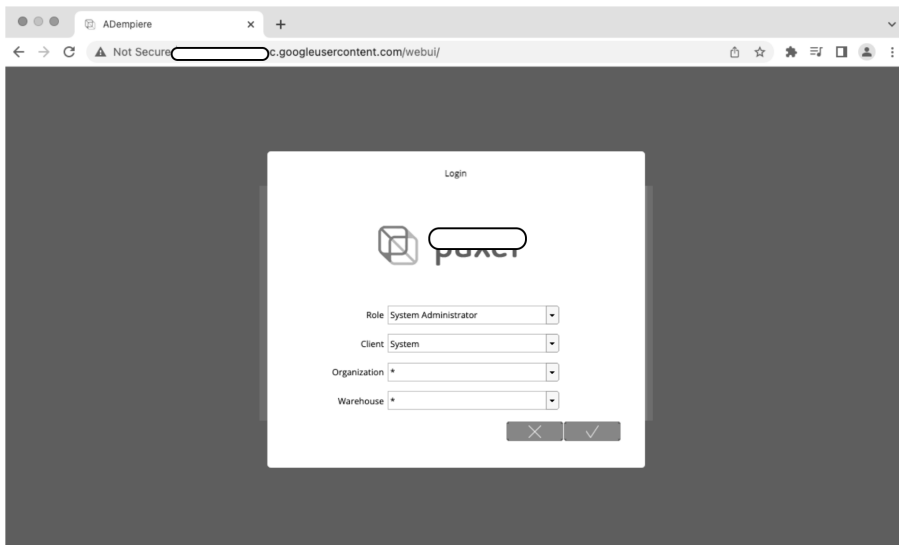 ADempiere
Not Secure c.googleusercontent.com/webui/
Login
Role System Administrator
Client System
Organization *
Warehouse *